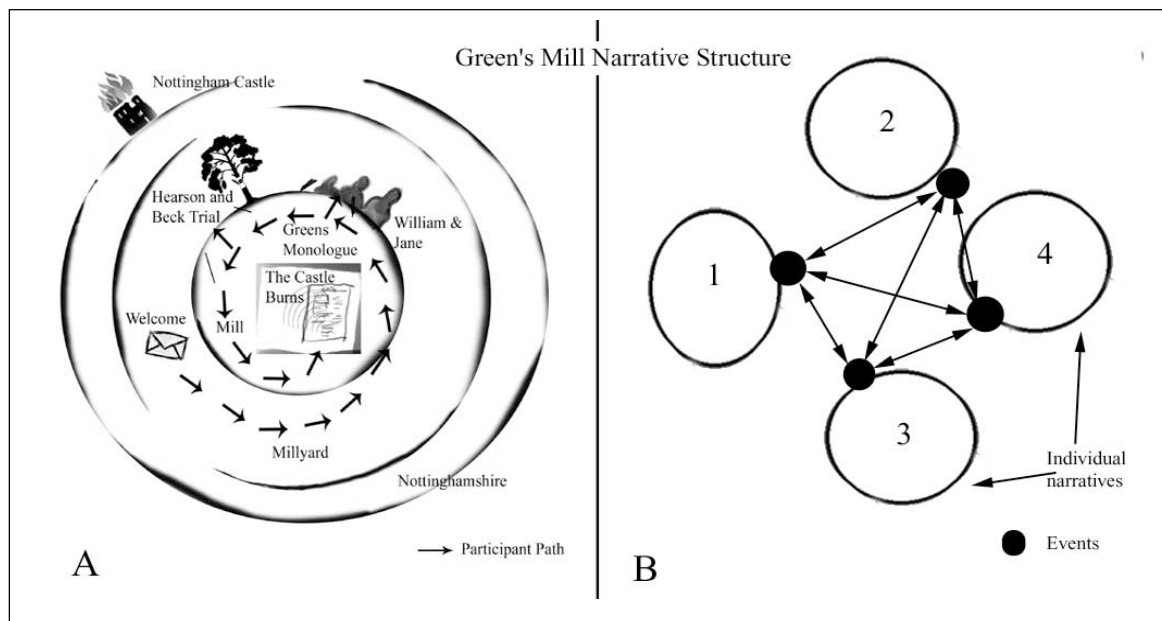 Green's Mill Narrative Structure
Nottingham Castle
Hearson and
Beck Trial
Greens
Monologue
William &
Jane
The Castle
Burns
Welcome
Mill
Millyard
Nottinghamshire
Participant Path
A
2
1
4
3
Individual
narratives
Events
B